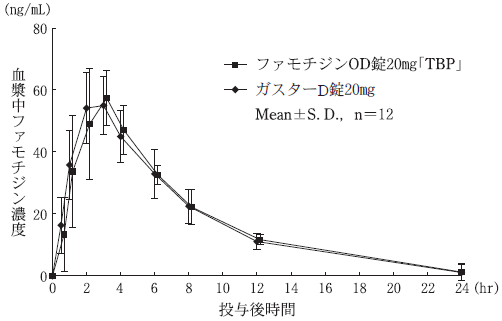 (ng/mL)
80
60
40
20
0
血漿中ファモチジン濃度
ファモチジンOD錠20mg「TBP」
ガスターD錠20mg
Mean±S.D., n=12
0 2 4 6 8 10 12 14 16 18 20 22 24 (hr)
投与後時間